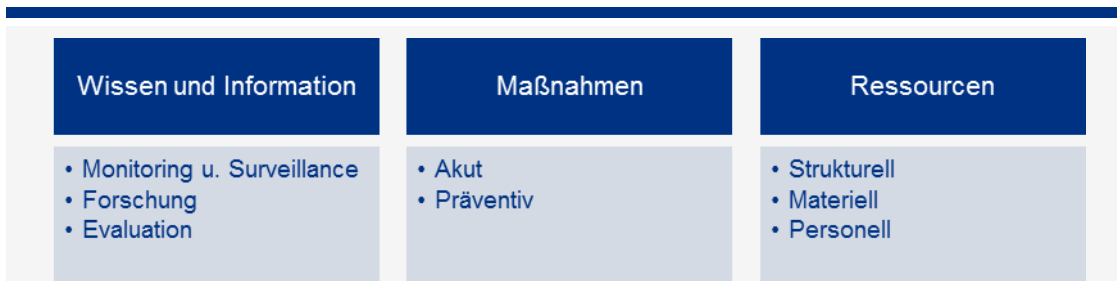 Wissen und Information
• Monitoring u. Surveillance
• Forschung
• Evaluation
Maßnahmen
• Akut
• Präventiv
Ressourcen
• Strukturell
• Materiell
• Personell